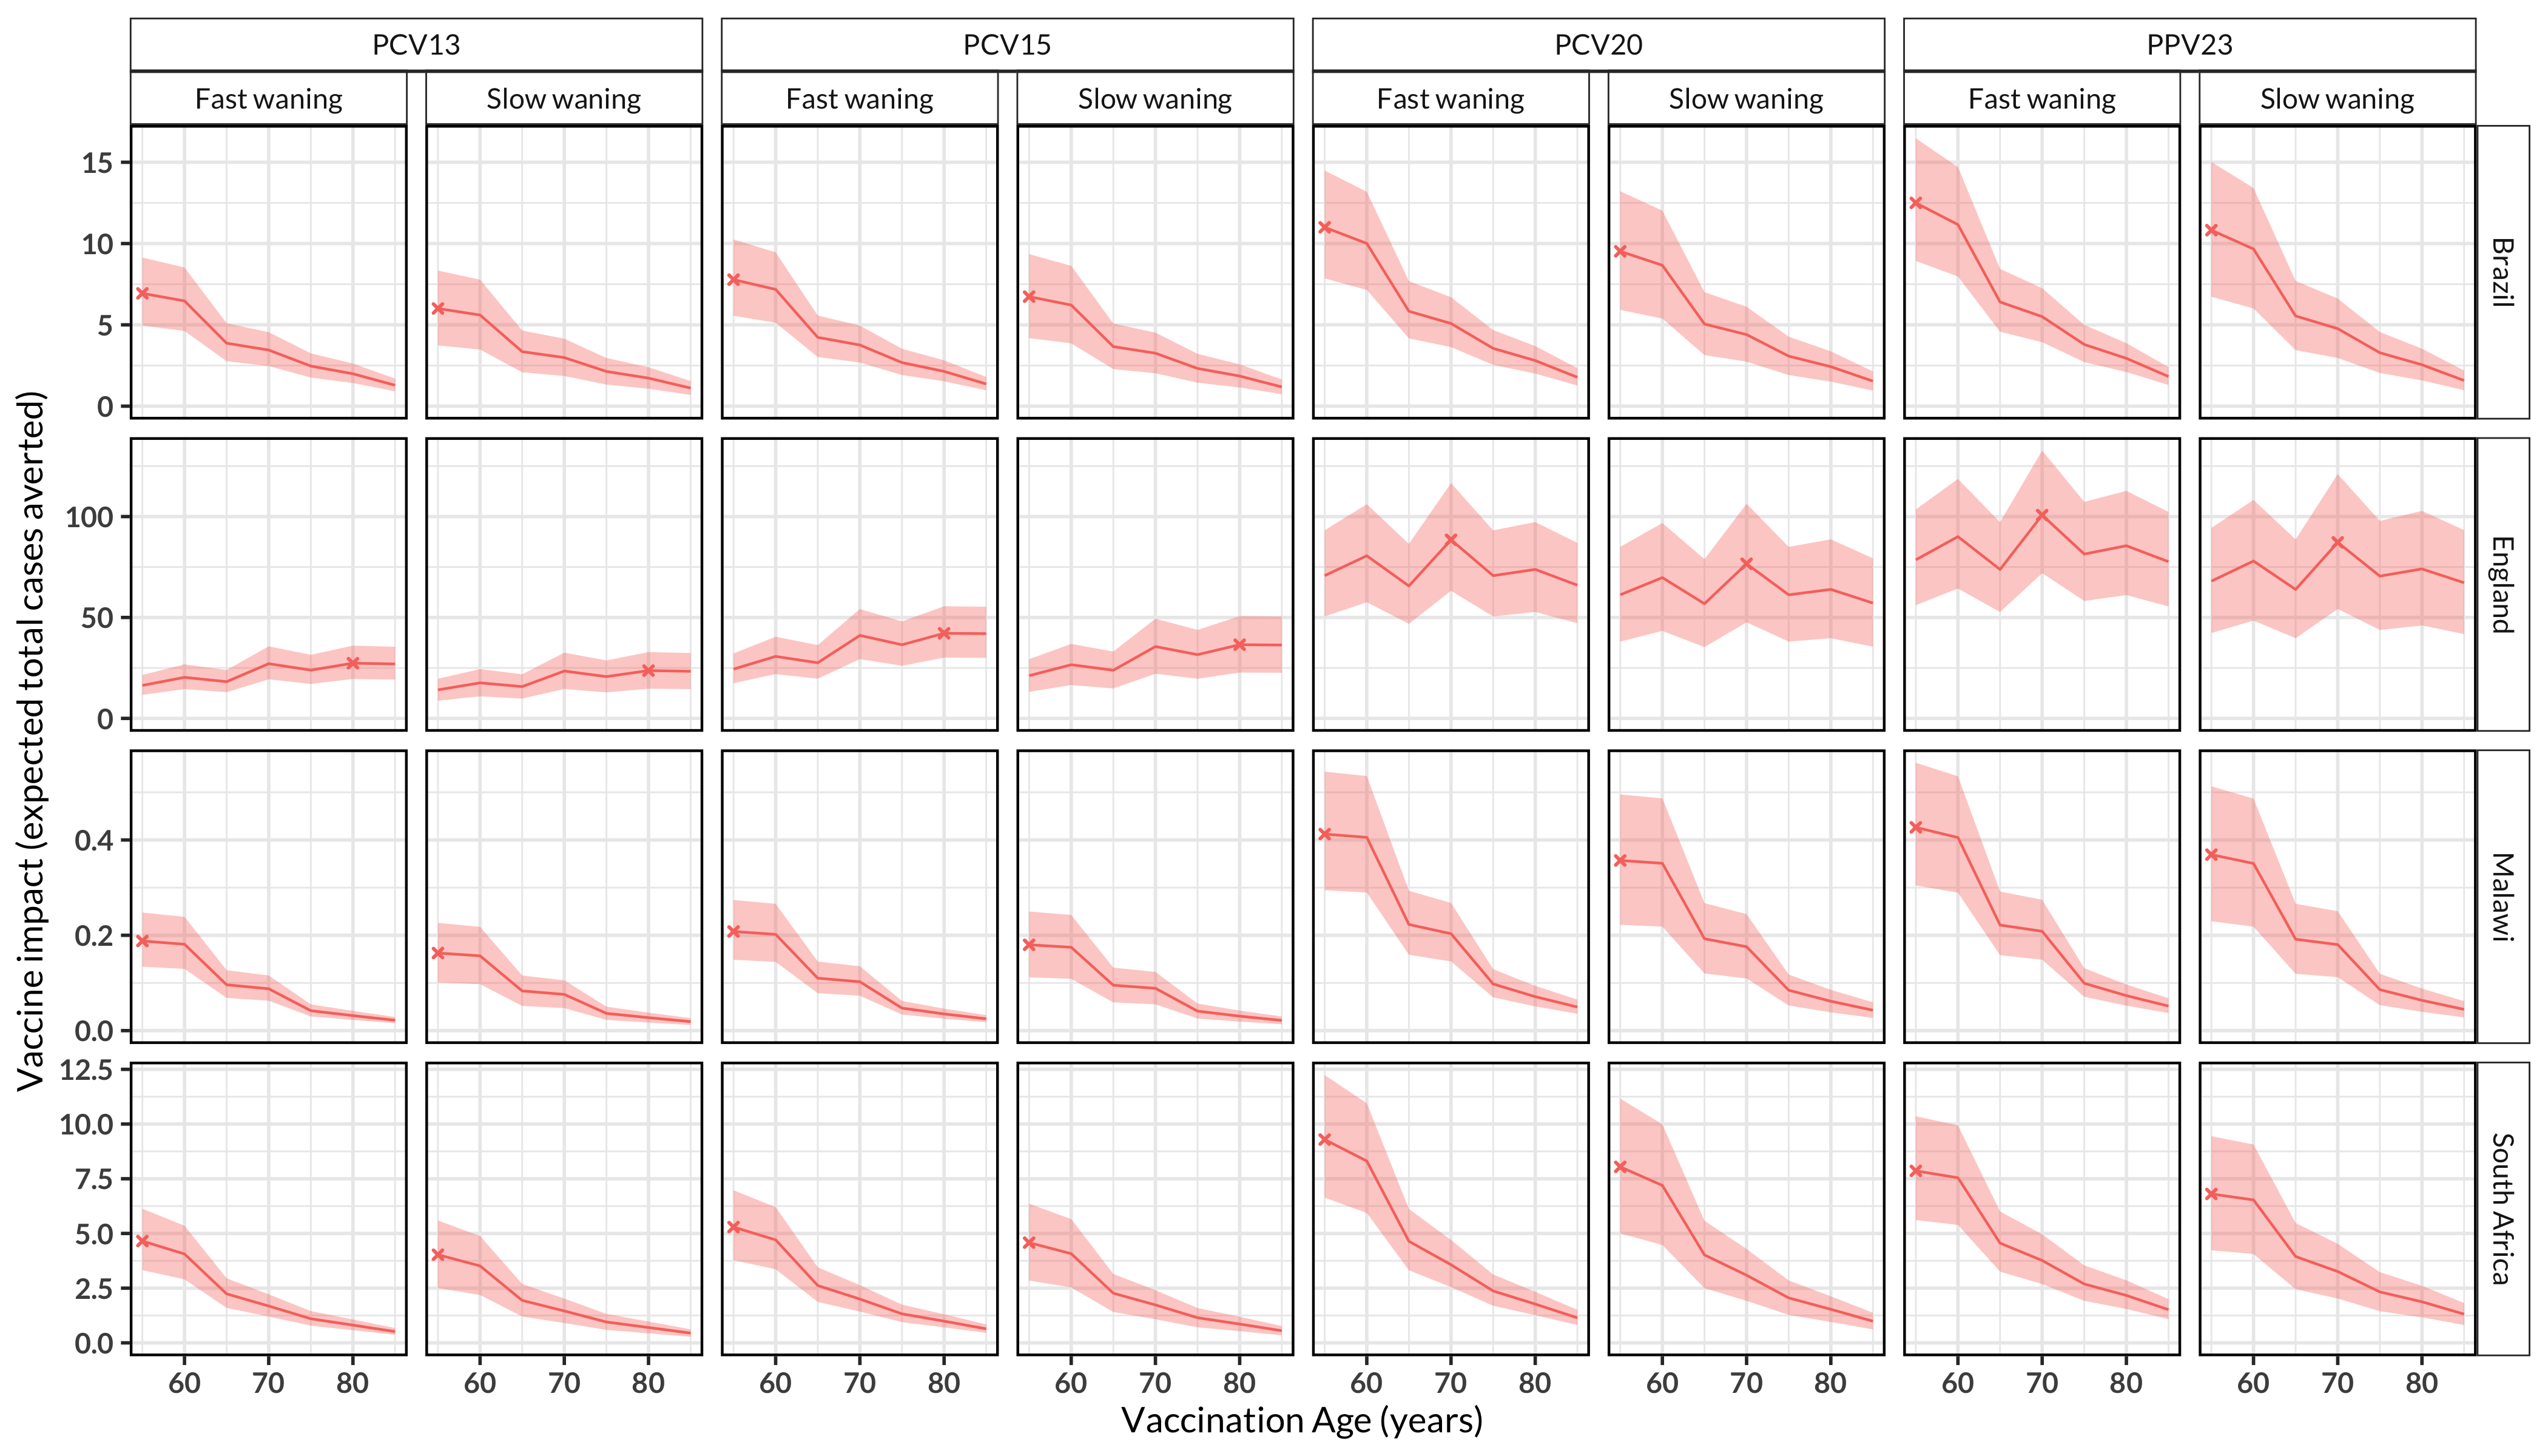 PCV13 PCV15 PCV20 PPV23
Fast waning Slow waning Fast waning Slow waning Fast waning Slow waning Fast waning Slow waning
15
10
5
0
Brazil
100
50
0
England
0.4
0.2
0.0
Malawi
12.5
10.0
7.5
5.0
2.5
0.0
South Africa
60 70 80 60 70 80 60 70 80 60 70 80 60 70 80 60 70 80 60 70 80 60 70 80
Vaccination Age (years)
Vaccine impact (expected total cases averted)